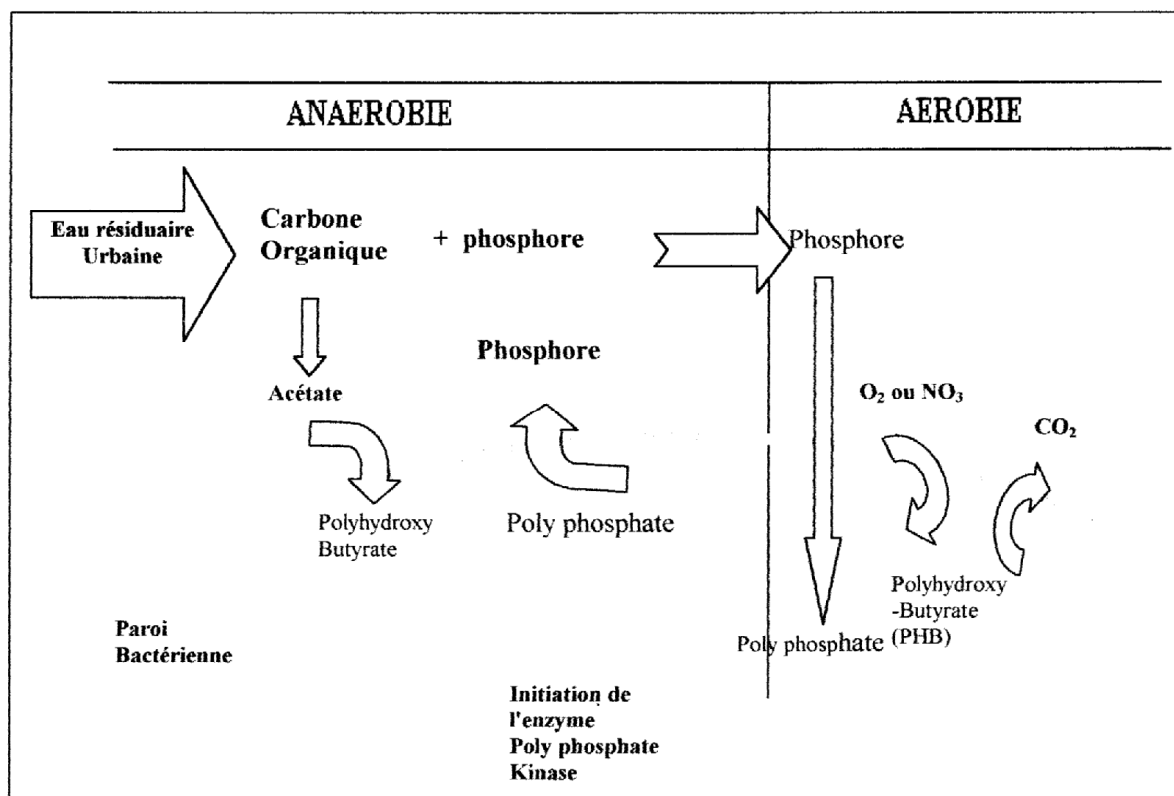 ANAEROBIE
AEROBIE
Eau résiduaire
Urbaine
Carbone
Organique
+ phosphore
Phosphore
Phosphore
Acétate
O₂ ou NO₃
CO₂
Polyhydroxy
Butyrate
Poly phosphate
Polyhydroxy
-Butyrate
(PHB)
Poly phosphate
Paroi
Bactérienne
Initiation de
l'enzyme
Poly phosphate
Kinase